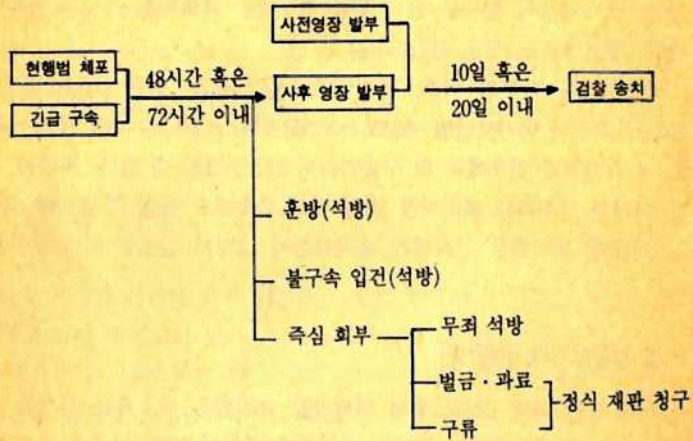 사전영장 발부
현행범 체포
48시간 혹은
10일 혹은
사후 영장 발부
검찰 송치
긴급 구속
72시간 이내
20일 이내
훈방(석방)
불구속 입건(석방)
즉심 회부
무죄 석방
벌금·과료
정식 재판 청구
구류